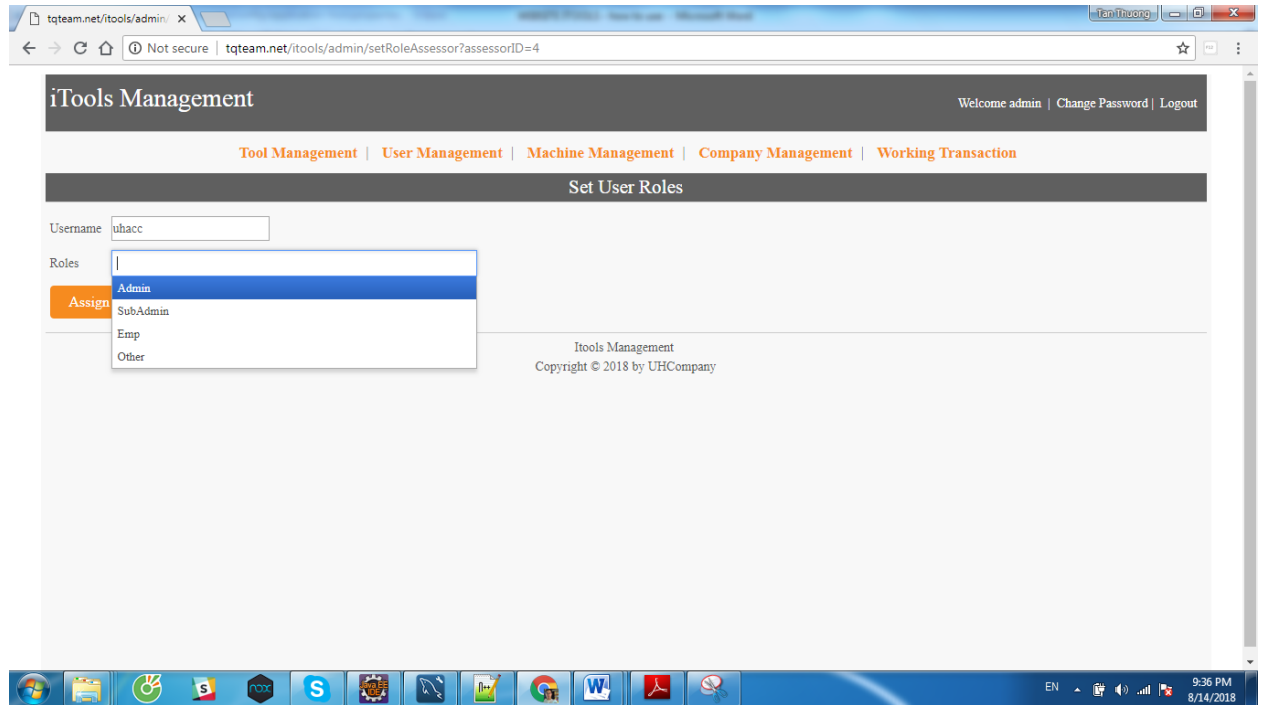 tqteam.net/itools/admin/
Tan Thuong
Not secure | tqteam.net/itools/admin/setRoleAssessor?assessorID=4
iTools Management
Welcome admin | Change Password | Logout
Tool Management | User Management | Machine Management | Company Management | Working Transaction
Set User Roles
Username uhacc
Roles
Admin
Assign
SubAdmin
Emp
Other
Itools Management
Copyright © 2018 by UHCompany
EN
9:36 PM
8/14/2018